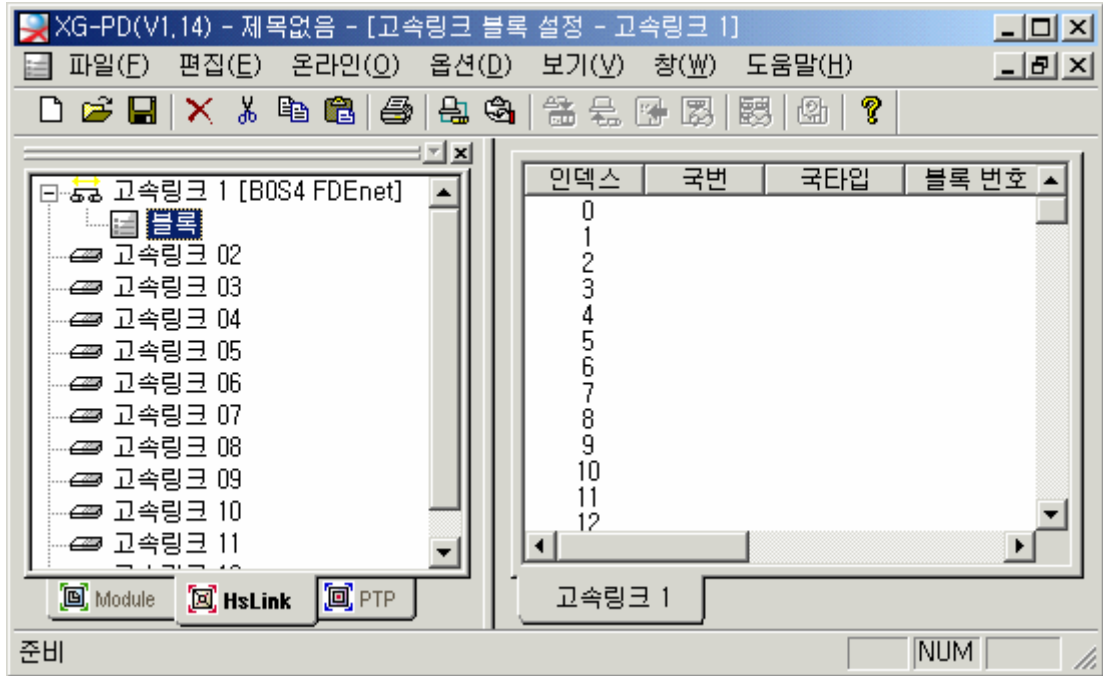 XG-PD(V1,14) - 제목없음 - [고속링크 블록 설정 - 고속링크 1]
파일(F) 편집(E) 온라인(O) 옵션(D) 보기(V) 창(W) 도움말(H)
고속링크 1 [B0S4 FDEnet]
블록
고속링크 02
고속링크 03
고속링크 04
고속링크 05
고속링크 06
고속링크 07
고속링크 08
고속링크 09
고속링크 10
고속링크 11
Module HsLink PTP
인덱스 국번 국타입 블록 번호
0
1
2
3
4
5
6
7
8
9
10
11
12
고속링크 1
준비 NUM